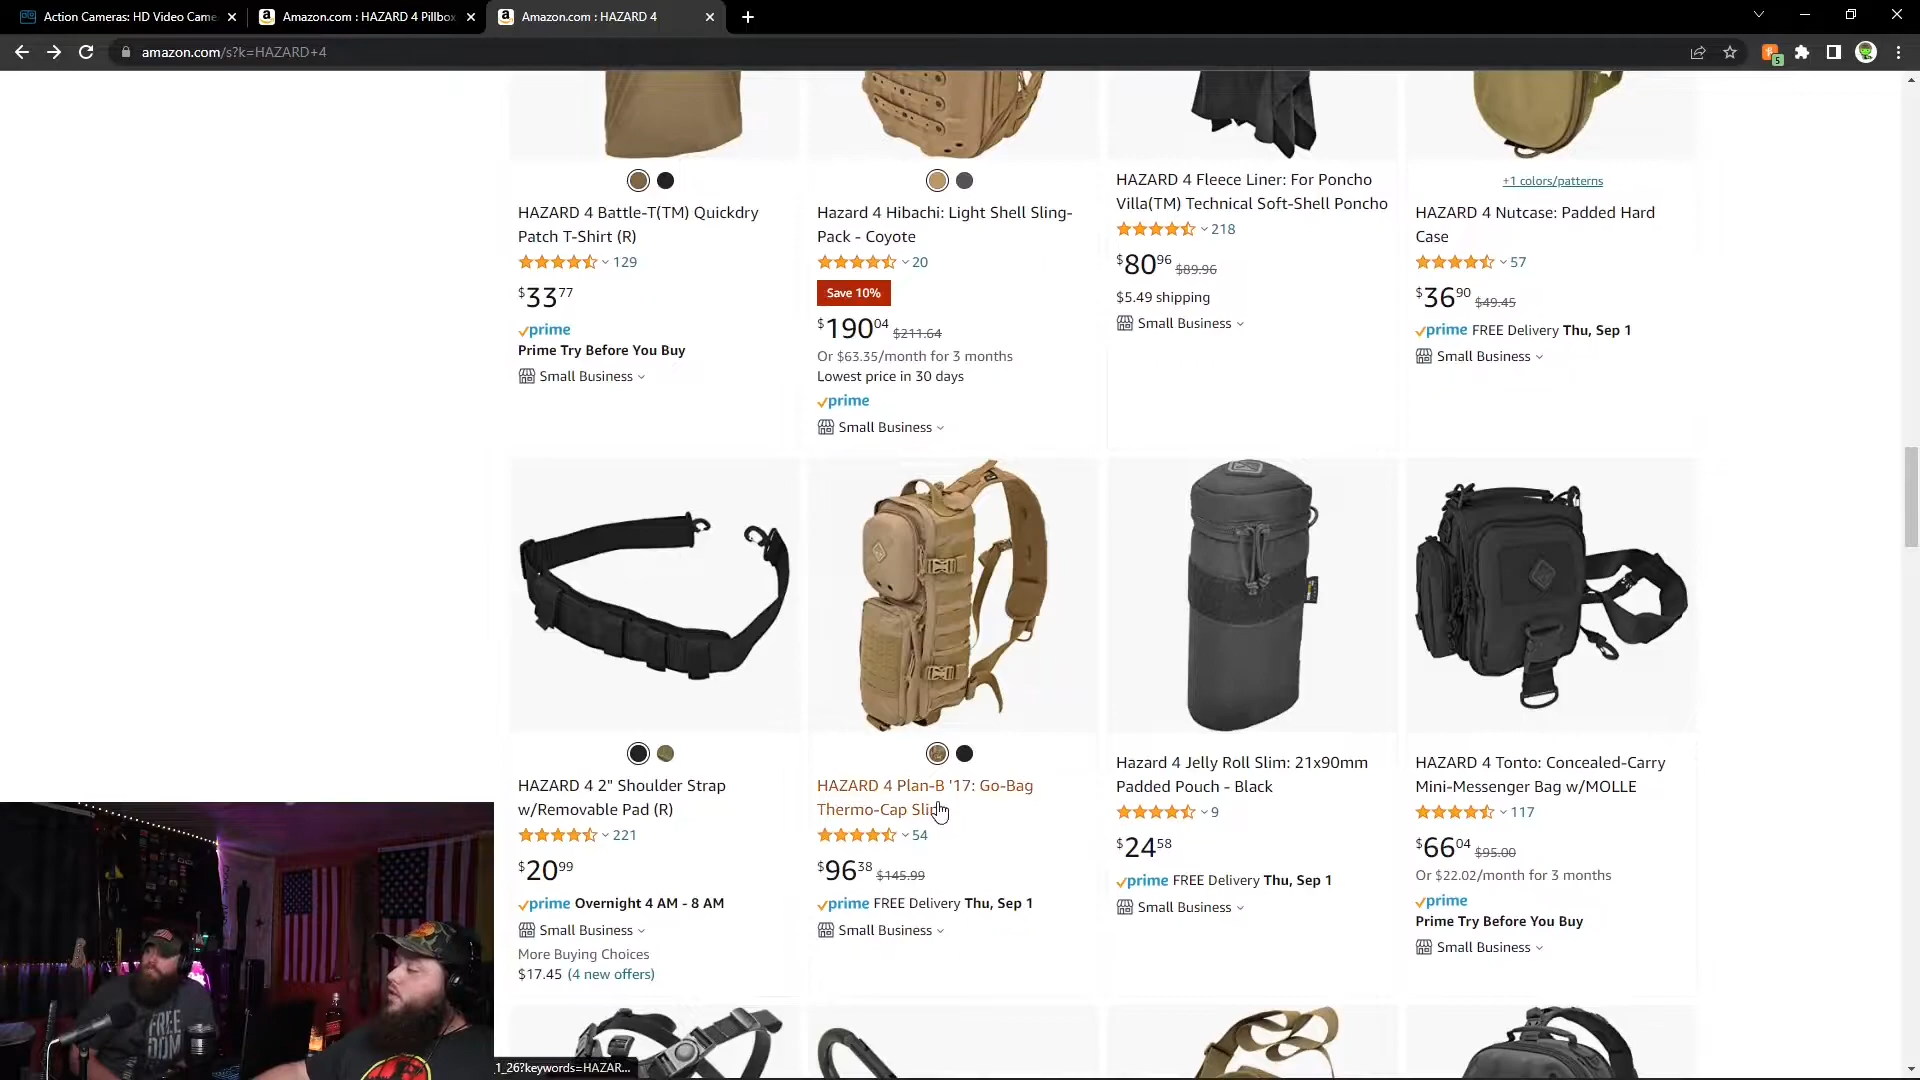 Action Cameras: HD Video Came
Amazon.com : HAZARD 4 Pillbox
Amazon.com : HAZARD 4
amazon.com/s?k=HAZARD+4
5
HAZARD 4 Battle-T(TM) Quickdry
Patch T-Shirt (R)
129
$33.77
prime
Prime Try Before You Buy
Small Business
Hazard 4 Hibachi: Light Shell Sling-
Pack - Coyote
20
Save 10%
$190.04 $211.64
Or $63.35/month for 3 months
Lowest price in 30 days
prime
Small Business
HAZARD 4 Fleece Liner: For Poncho
Villa(TM) Technical Soft-Shell Poncho
218
$80.96 $89.96
$5.49 shipping
Small Business
+1 colors/patterns
HAZARD 4 Nutcase: Padded Hard
Case
57
$36.90 $49.45
prime FREE Delivery Thu, Sep 1
Small Business
HAZARD 4 2" Shoulder Strap
w/Removable Pad (R)
221
$20.99
prime Overnight 4 AM - 8 AM
Small Business
More Buying Choices
$17.45 (4 new offers)
HAZARD 4 Plan-B '17: Go-Bag
Thermo-Cap
54
$96.38 $145.99
prime FREE Delivery Thu, Sep 1
Small Business
Hazard 4 Jelly Roll Slim: 21x90mm
Padded Pouch - Black
9
$24.58
prime FREE Delivery Thu, Sep 1
Small Business
HAZARD 4 Tonto: Concealed-Carry
Mini-Messenger Bag w/MOLLE
117
$66.04 $95.00
Or $22.02/month for 3 months
prime
Prime Try Before You Buy
Small Business
FREE
DOM
_1_26?keywords=HAZAR...